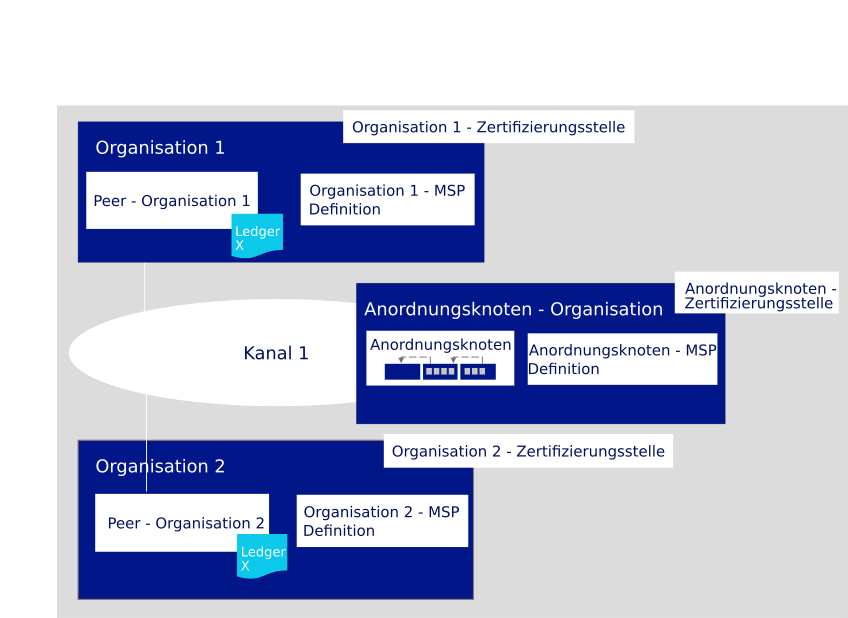 Organisation 1 - Zertifizierungsstelle
Organisation 1
Peer - Organisation 1
Organisation 1 - MSP
Definition
Ledger
X
Anordnungsknoten -
Zertifizierungsstelle
Anordnungsknoten - Organisation
Anordnungsknoten
Anordnungsknoten - MSP
Definition
Kanal 1
Organisation 2 - Zertifizierungsstelle
Organisation 2
Peer - Organisation 2
Organisation 2 - MSP
Definition
Ledger
X